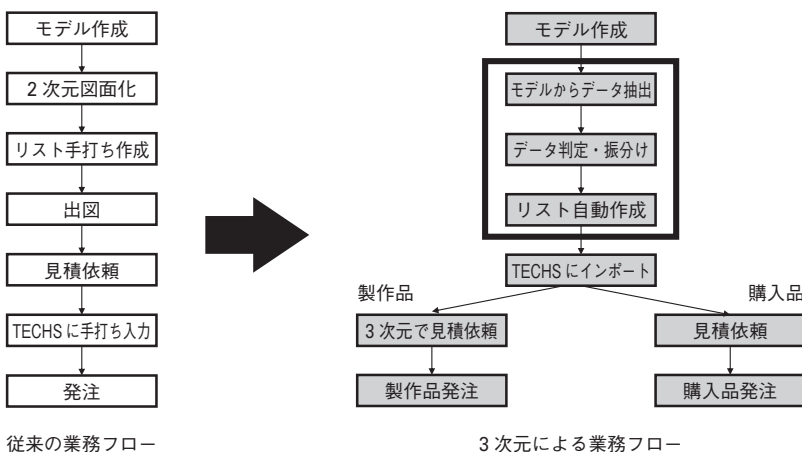 モデル作成
2次元図面化
リスト手打ち作成
出図
見積依頼
TECHSに手打ち入力
発注
従来の業務フロー
モデル作成
モデルからデータ抽出
データ判定・振分け
リスト自動作成
TECHSにインポート
製作品
購入品
3次元で見積依頼
見積依頼
製作品発注
購入品発注
3次元による業務フロー